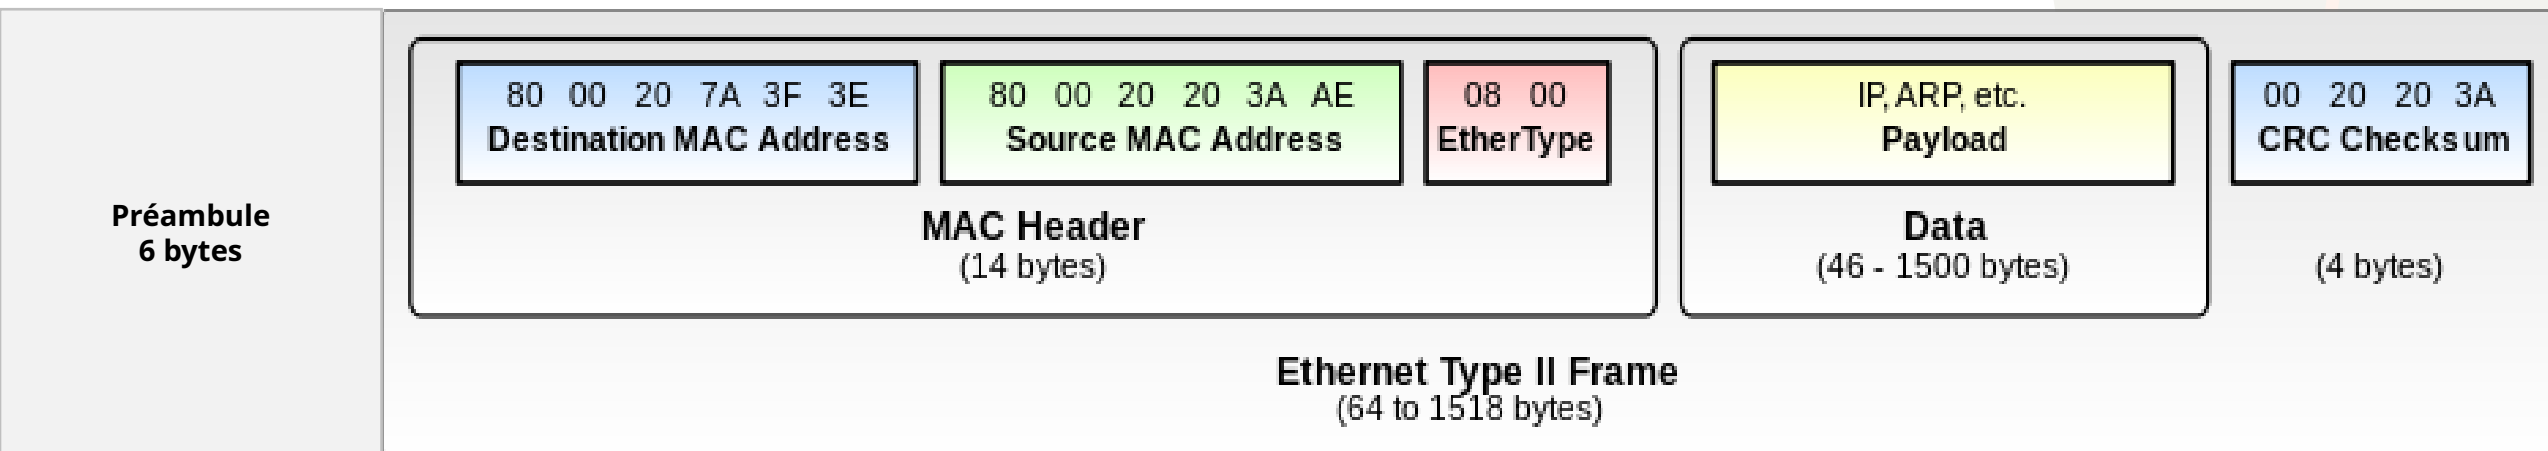 Préambule
6 bytes
80 00 20 7A 3F 3E
Destination MAC Address
80 00 20 20 3A AE
Source MAC Address
08 00
EtherType
MAC Header
(14 bytes)
IP, ARP, etc.
Payload
Data
(46 - 1500 bytes)
00 20 20 3A
CRC Checksum
(4 bytes)
Ethernet Type II Frame
(64 to 1518 bytes)